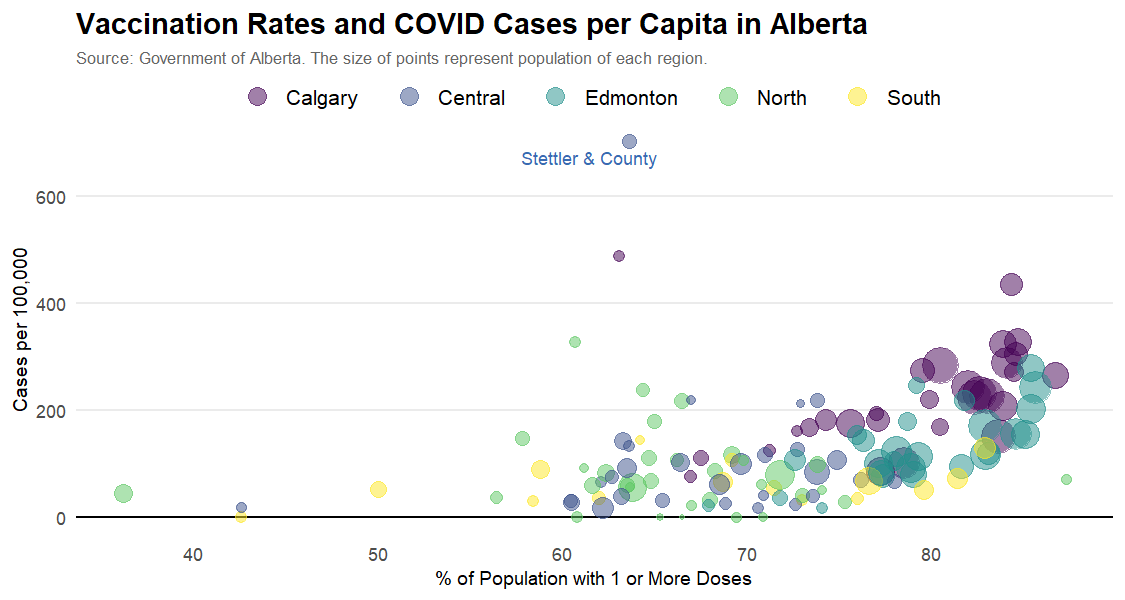 Vaccination Rates and COVID Cases per Capita in Alberta
Source: Government of Alberta. The size of points represent population of each region.
Calgary Central Edmonton North South
Stettler & County
600
400
200
0
Cases per 100,000
40 50 60 70 80
% of Population with 1 or More Doses